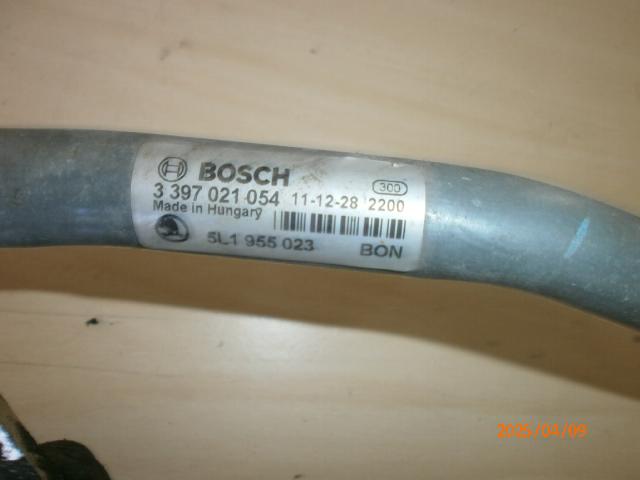 BOSCH
3 397 021 054 11-12-28 2200
300
Made in Hungary
5L1 955 023 BON
2025/04/09